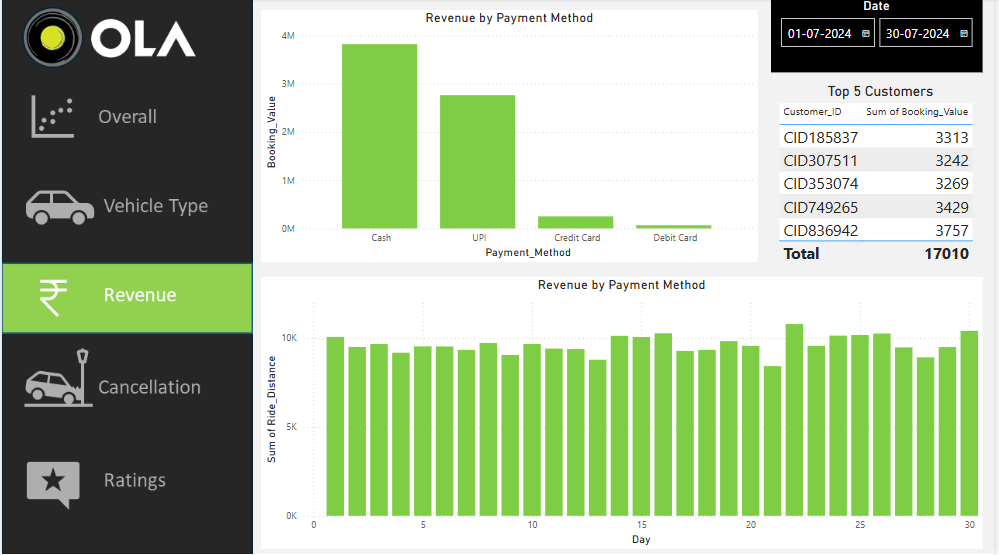 OLA
Overall
Vehicle Type
Revenue
Cancellation
Ratings
Revenue by Payment Method
4M
3M
2M
1M
0M
Booking_Value
Cash UPI Credit Card Debit Card
Payment_Method
Date
01-07-2024 30-07-2024
Top 5 Customers
Customer_ID Sum of Booking_Value
CID185837 3313
CID307511 3242
CID353074 3269
CID749265 3429
CID836942 3757
Total 17010
Revenue by Payment Method
10K
5K
0K
Sum of Ride_Distance
0 5 10 15 20 25 30
Day